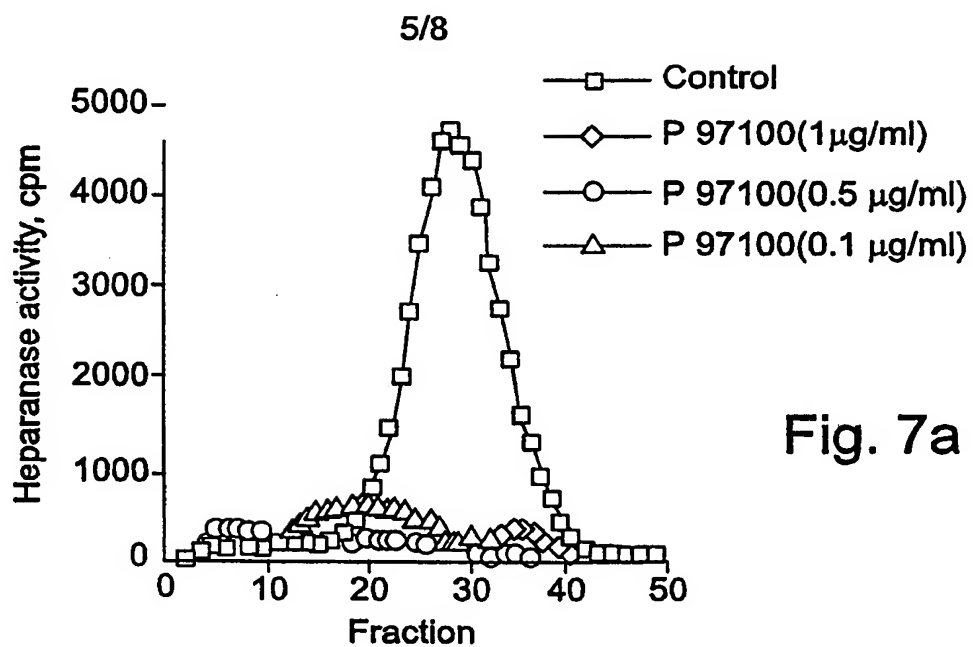 5/8
Control
P 97100(1µg/ml)
P 97100(0.5 µg/ml)
P 97100(0.1 µg/ml)
Heparanase activity, cpm
5000
4000
3000
2000
1000
0
0
10
20
30
40
50
Fraction
Fig. 7a